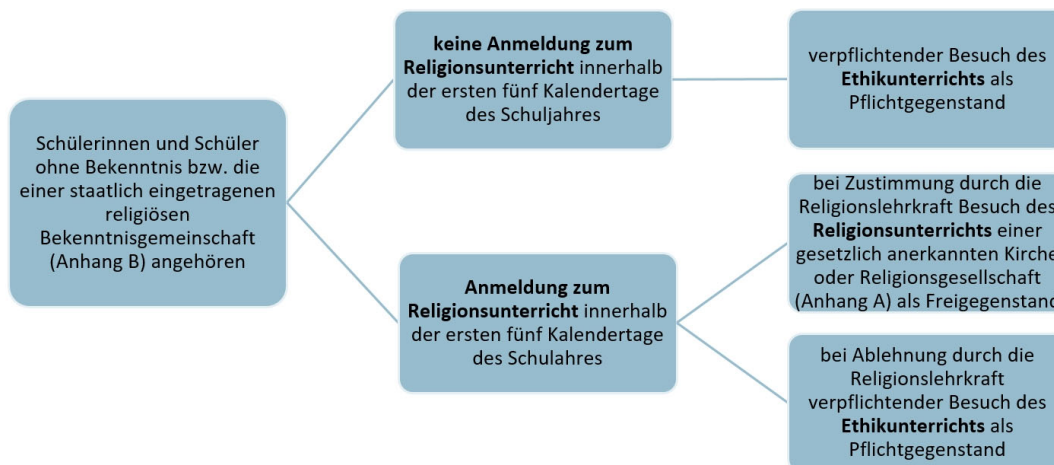 Schülerinnen und Schüler
ohne Bekenntnis bzw. die
einer staatlich eingetragenen
religiösen
Bekenntnisgemeinschaft
(Anhang B) angehören
keine Anmeldung zum
Religionsunterricht innerhalb
der ersten fünf Kalendertage
des Schuljahres
verpflichtender Besuch des
Ethikunterrichts als
Pflichtgegenstand
Anmeldung zum
Religionsunterricht innerhalb
der ersten fünf Kalendertage
des Schulahres
bei Zustimmung durch die
Religionslehrkraft Besuch des
Religionsunterrichts einer
gesetzlich anerkannten Kirche
oder Religionsgesellschaft
(Anhang A) als Freigegenstand
bei Ablehnung durch die
Religionslehrkraft
verpflichtender Besuch des
Ethikunterrichts als
Pflichtgegenstand